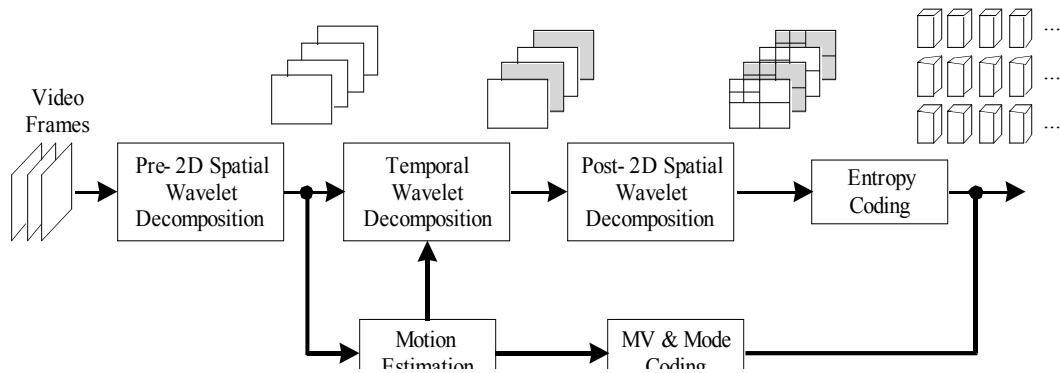 Video
Frames
Pre- 2D Spatial
Wavelet
Decomposition
Temporal
Wavelet
Decomposition
Post- 2D Spatial
Wavelet
Decomposition
Entropy
Coding
...
...
...
Motion
Estimation
MV & Mode
Coding